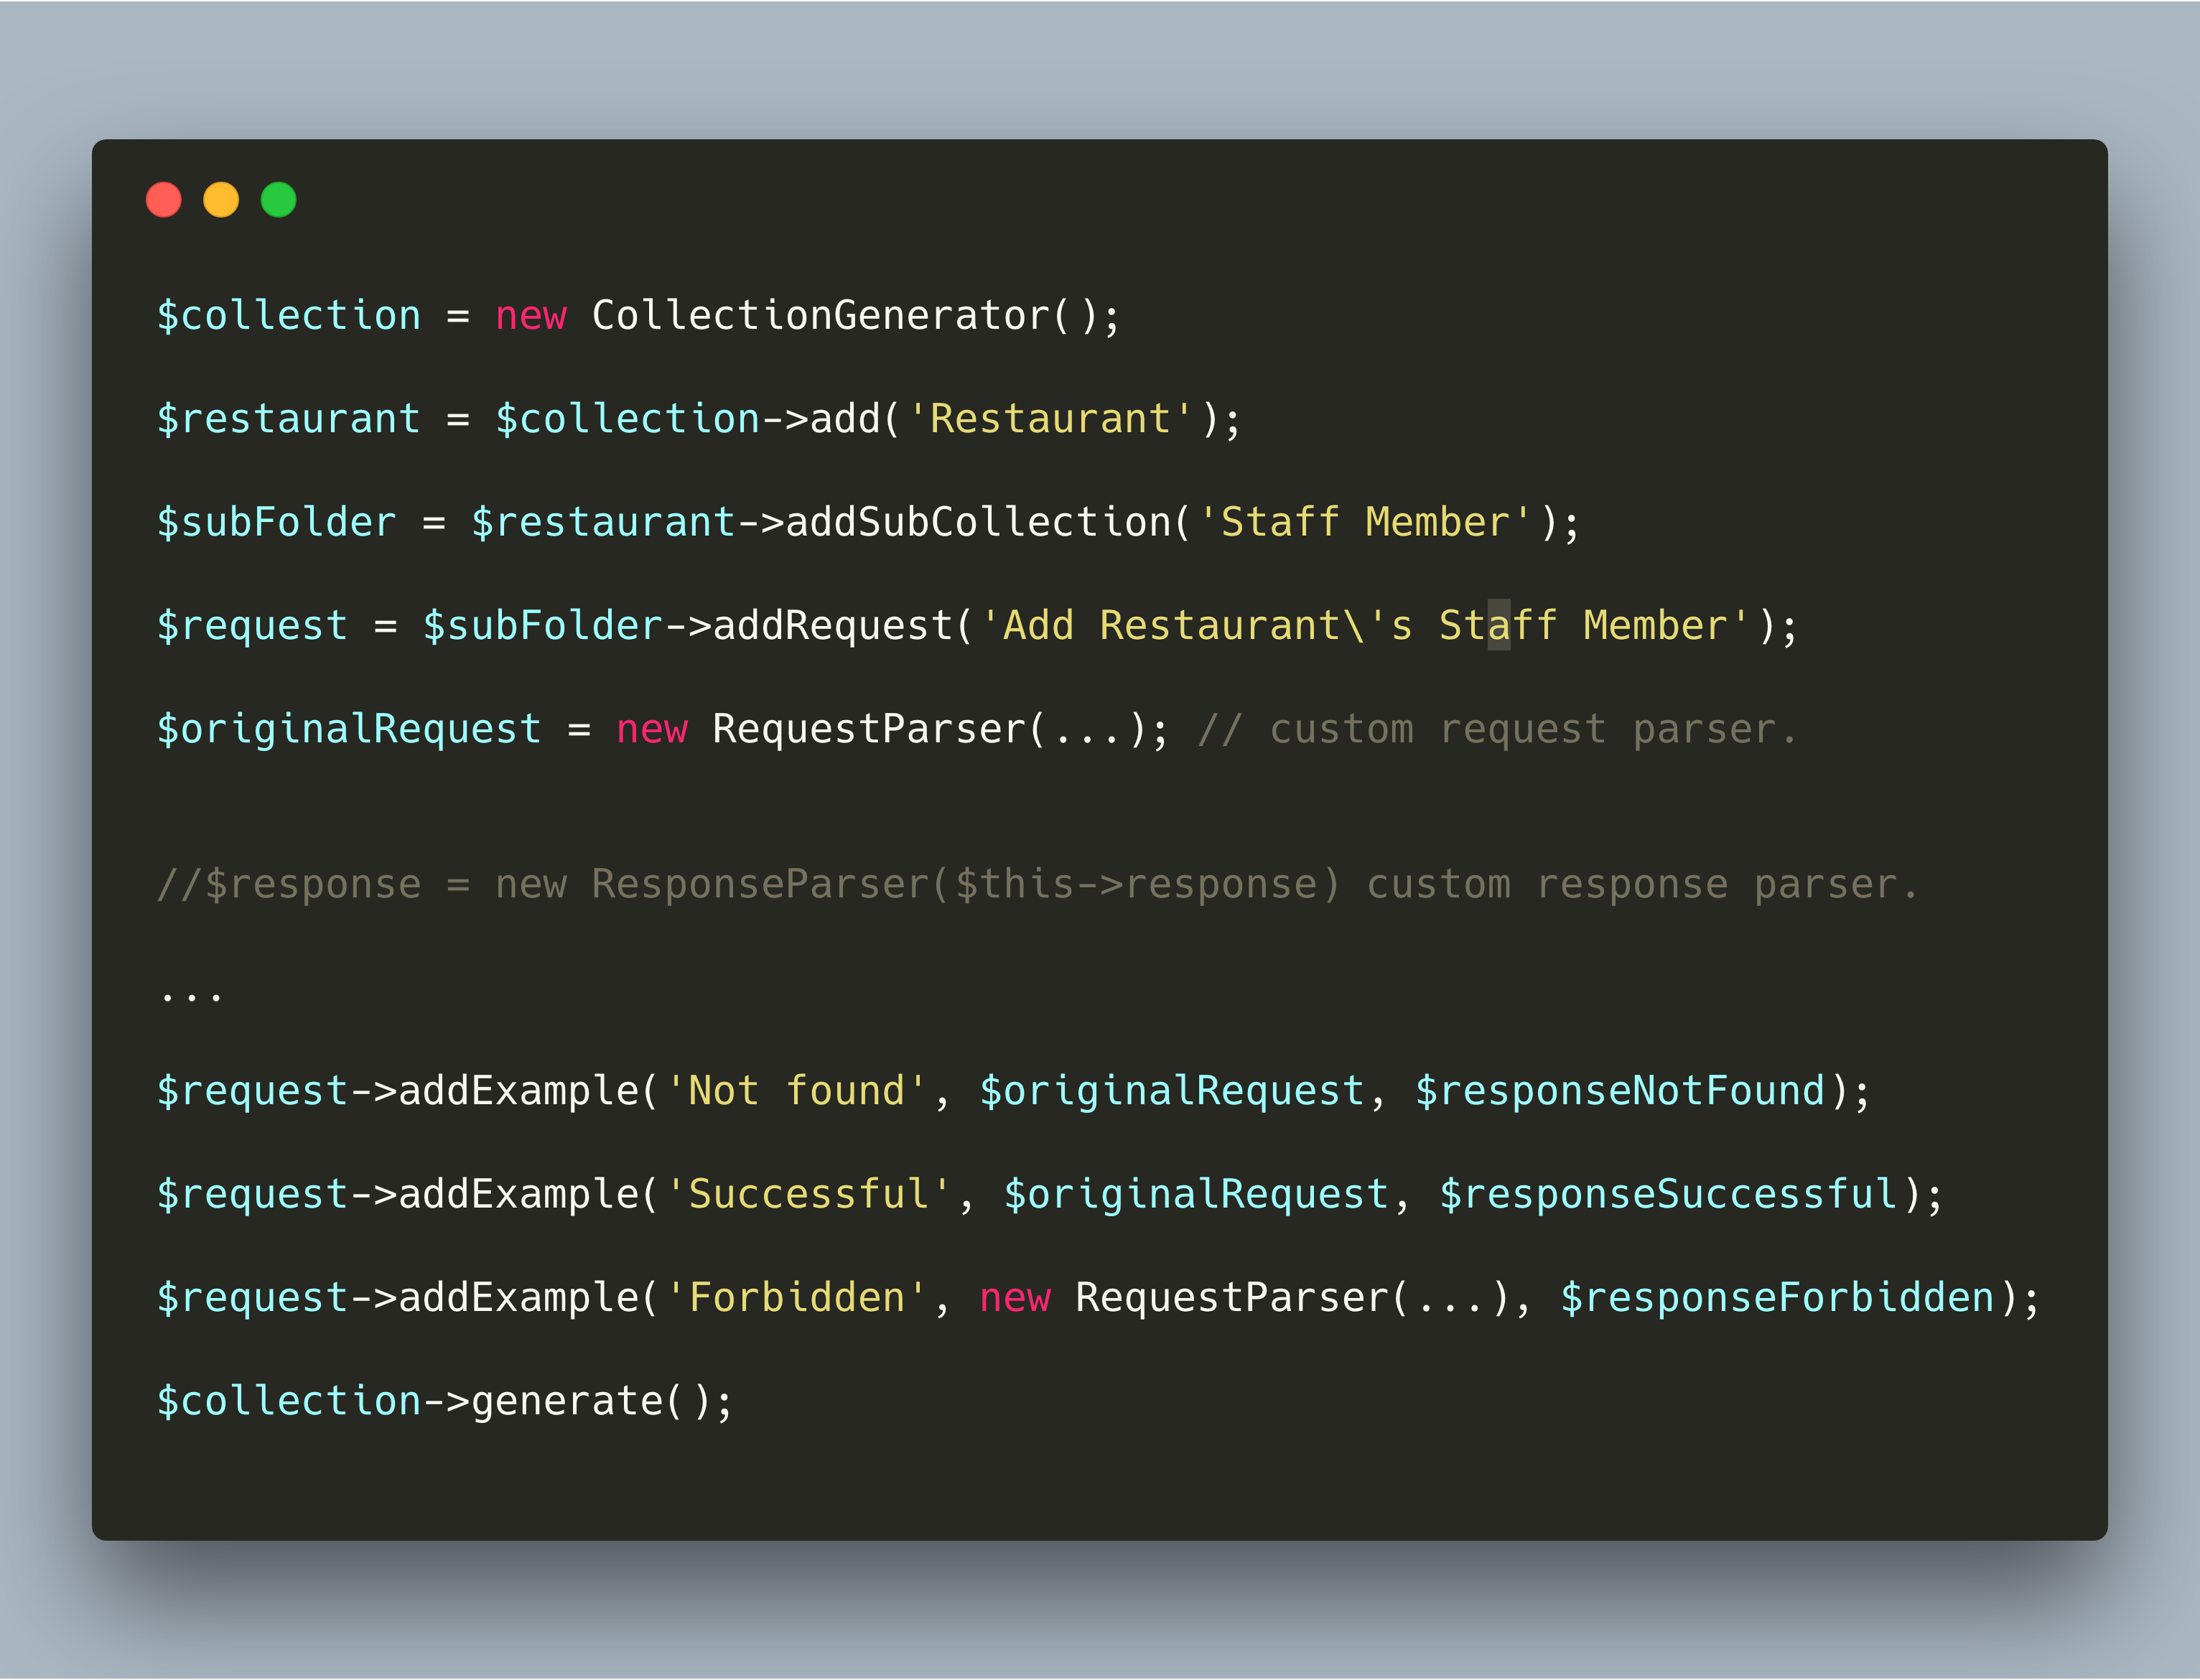 $collection = new CollectionGenerator();
$restaurant = $collection->add('Restaurant');
$subFolder = $restaurant->addSubCollection('Staff Member');
$request = $subFolder->addRequest('Add Restaurant\'s Staff Member');
$originalRequest = new RequestParser(...); // custom request parser.
//$response = new ResponseParser($this->response) custom response parser.
...
$request->addExample('Not found', $originalRequest, $responseNotFound);
$request->addExample('Successful', $originalRequest, $responseSuccessful);
$request->addExample('Forbidden', new RequestParser(...), $responseForbidden);
$collection->generate();